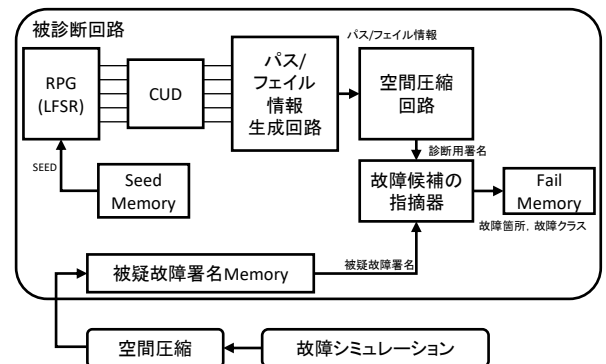 被診断回路
RPG
(LFSR)
CUD
パス/
フェイル
情報
生成回路
パス/フェイル情報
空間圧縮
回路
SEED
Seed
Memory
診断用署名
故障候補の
指摘器
Fail
Memory
故障箇所，故障クラス
被疑故障署名Memory
被疑故障署名
空間圧縮
故障シミュレーション